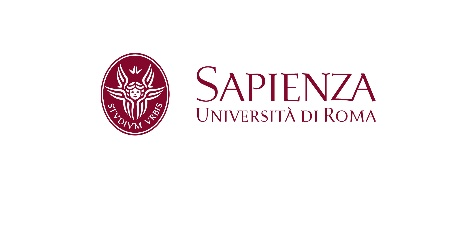 STVDIVM VRBIS
SAPIENZA
UNIVERSITÀ DI ROMA